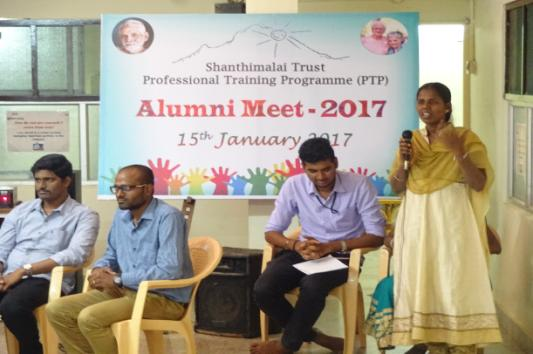 Shanthimalai Trust
Professional Training Programme (PTP)
Alumni Meet - 2017
15th January 2017